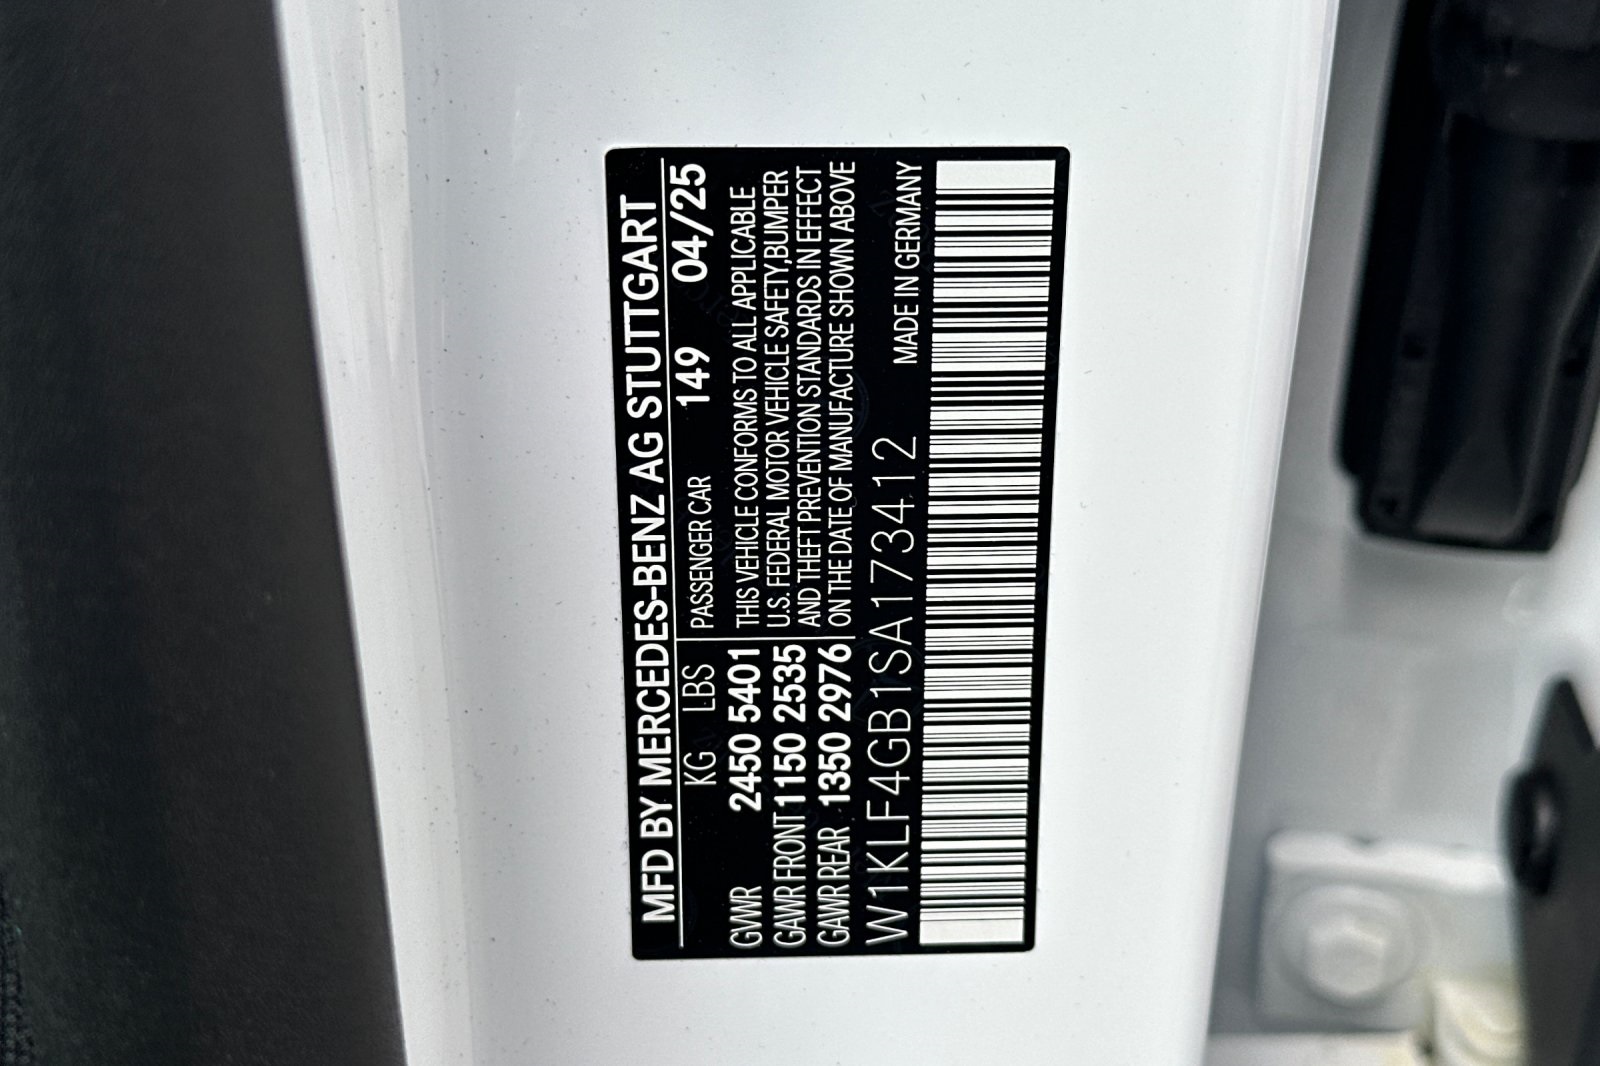 MFD BY MERCEDES-BENZ AG STUTTGART
KG LBS PASSENGER CAR 149 04/25
GVWR 2450 5401 THIS VEHICLE CONFORMS TO ALL APPLICABLE
GAWR FRONT 1150 2535 U.S. FEDERAL MOTOR VEHICLE SAFETY,BUMPER
GAWR REAR 1350 2976 AND THEFT PREVENTION STANDARDS IN EFFECT
ON THE DATE OF MANUFACTURE SHOWN ABOVE
W1KLF4GB1SA173412 MADE IN GERMANY